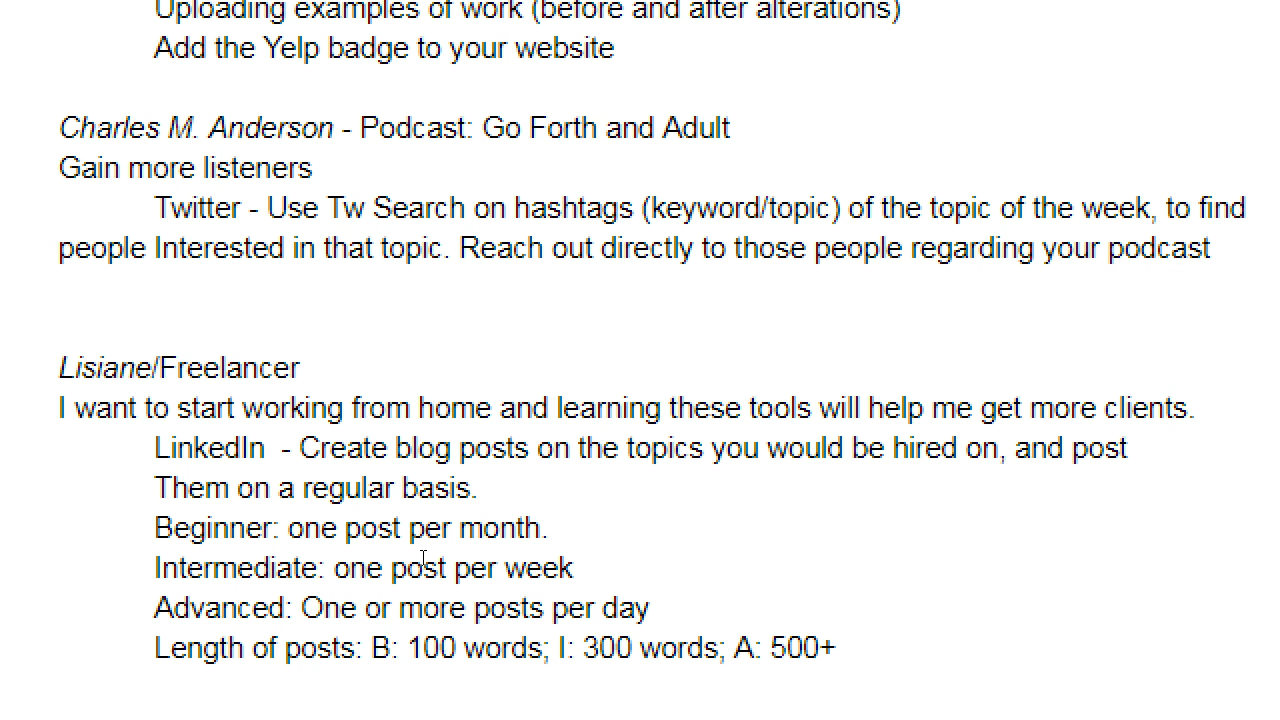 Uploading examples of work (before and after alterations)
Add the Yelp badge to your website
Charles M. Anderson - Podcast: Go Forth and Adult
Gain more listeners
Twitter - Use Tw Search on hashtags (keyword/topic) of the topic of the week, to find
people Interested in that topic. Reach out directly to those people regarding your podcast
Lisiane/Freelancer
I want to start working from home and learning these tools will help me get more clients.
LinkedIn  - Create blog posts on the topics you would be hired on, and post
Them on a regular basis.
Beginner: one post per month.
Intermediate: one post per week
Advanced: One or more posts per day
Length of posts: B: 100 words; I: 300 words; A: 500+